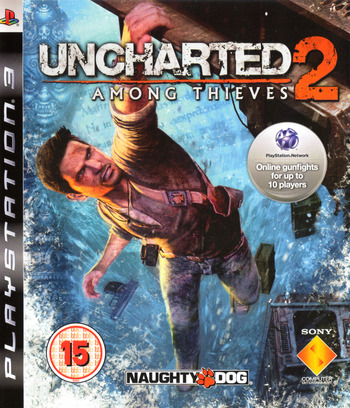 PLAYSTATION 3
UNCHARTED 2
AMONG THIEVES
PlayStation Network
Online gunfights
for up to
10 players
15
SONY
COMPUTER
NAUGHTY DOG